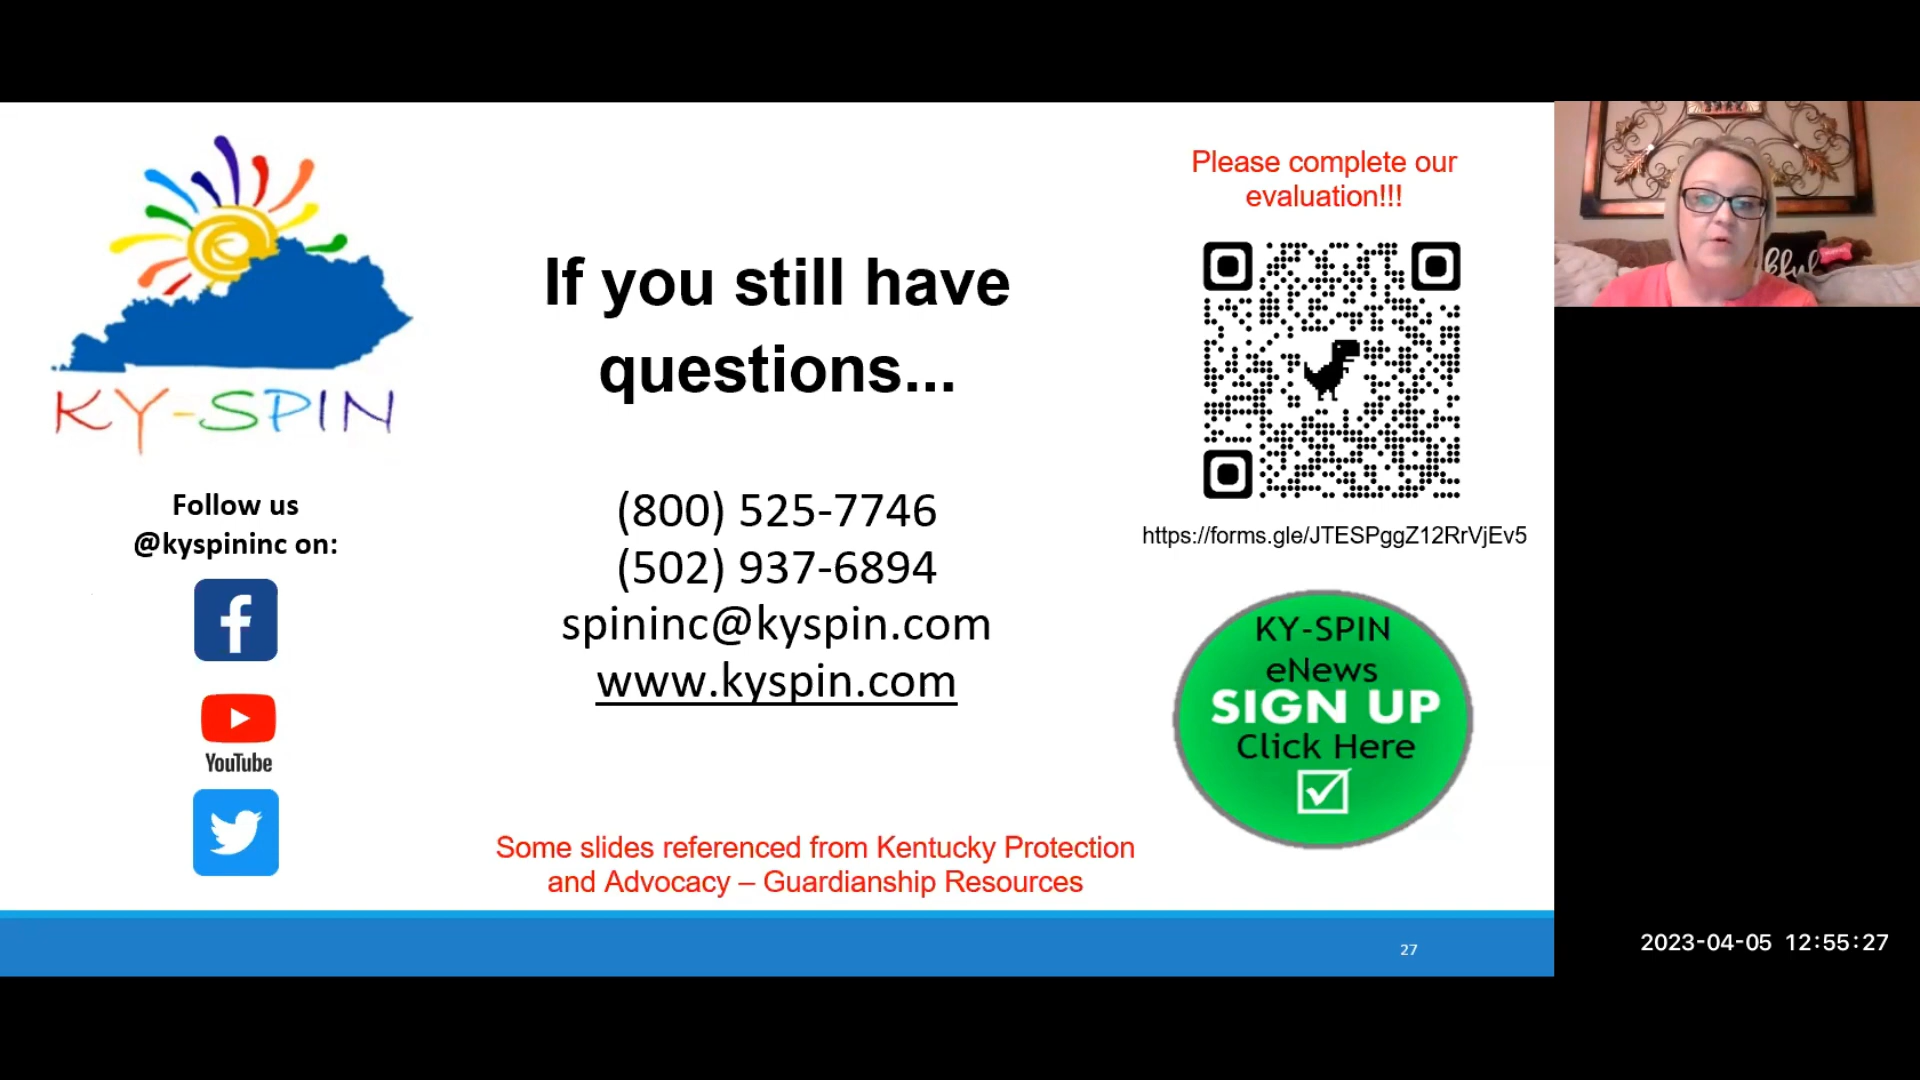 KY-SPIN
Follow us
@kyspininc on:
YouTube
If you still have
questions...
(800) 525-7746
(502) 937-6894
spininc@kyspin.com
www.kyspin.com
Some slides referenced from Kentucky Protection
and Advocacy – Guardianship Resources
Please complete our
evaluation!!!
https://forms.gle/JTESPggZ12RrVjEv5
KY-SPIN
eNews
SIGN UP
Click Here
27
kful
2023-04-05 12:55:27